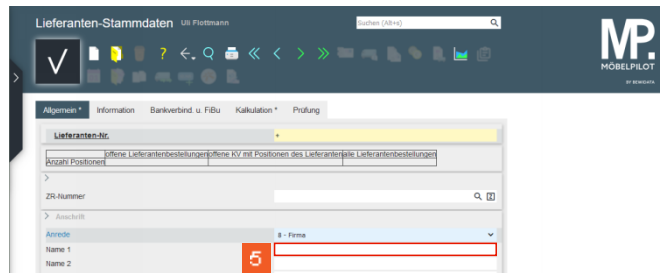 Lieferanten-Stammdaten Uli Flottmann
Suchen (Alt+s)
MP.
MÖBELPILOT
BY BEWIDATA
Allgemein * Information Bankverbind. u. FiBu Kalkulation * Prüfung
Lieferanten-Nr. +
offene Lieferantenbestellungen offene KV mit Positionen des Lieferanten alle Lieferantenbestellungen
Anzahl Positionen
ZR-Nummer
> Anschrift
Anrede 8 - Firma
Name 1
5
Name 2